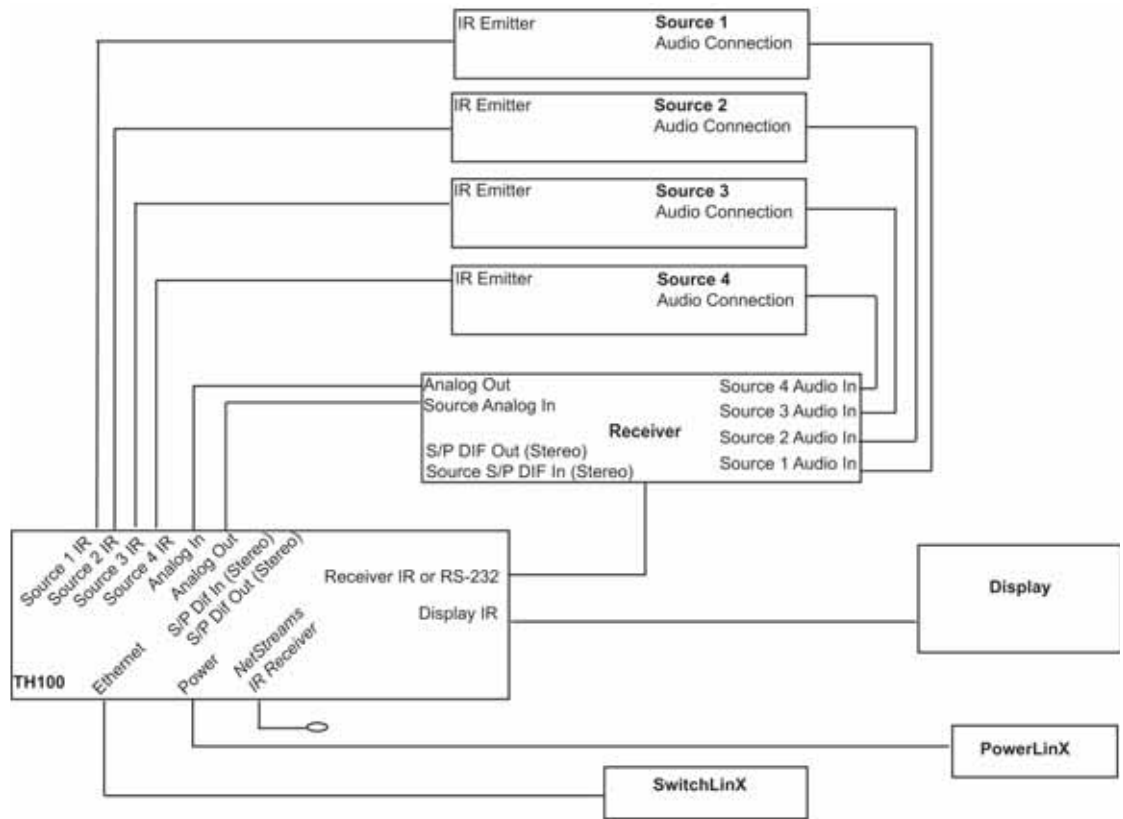 IR Emitter
Source 1
Audio Connection
IR Emitter
Source 2
Audio Connection
IR Emitter
Source 3
Audio Connection
IR Emitter
Source 4
Audio Connection
Analog Out
Source Analog In
Receiver
S/P DIF Out (Stereo)
Source S/P DIF In (Stereo)
Source 4 Audio In
Source 3 Audio In
Source 2 Audio In
Source 1 Audio In
Source 1 IR
Source 2 IR
Source 3 IR
Source 4 IR
Analog In
Analog Out
S/P Dif In (Stereo)
S/P Dif Out (Stereo)
Receiver IR or RS-232
Display IR
TH100
Ethernet
Power
NetStreams
IR Receiver
Display
PowerLinX
SwitchLinX